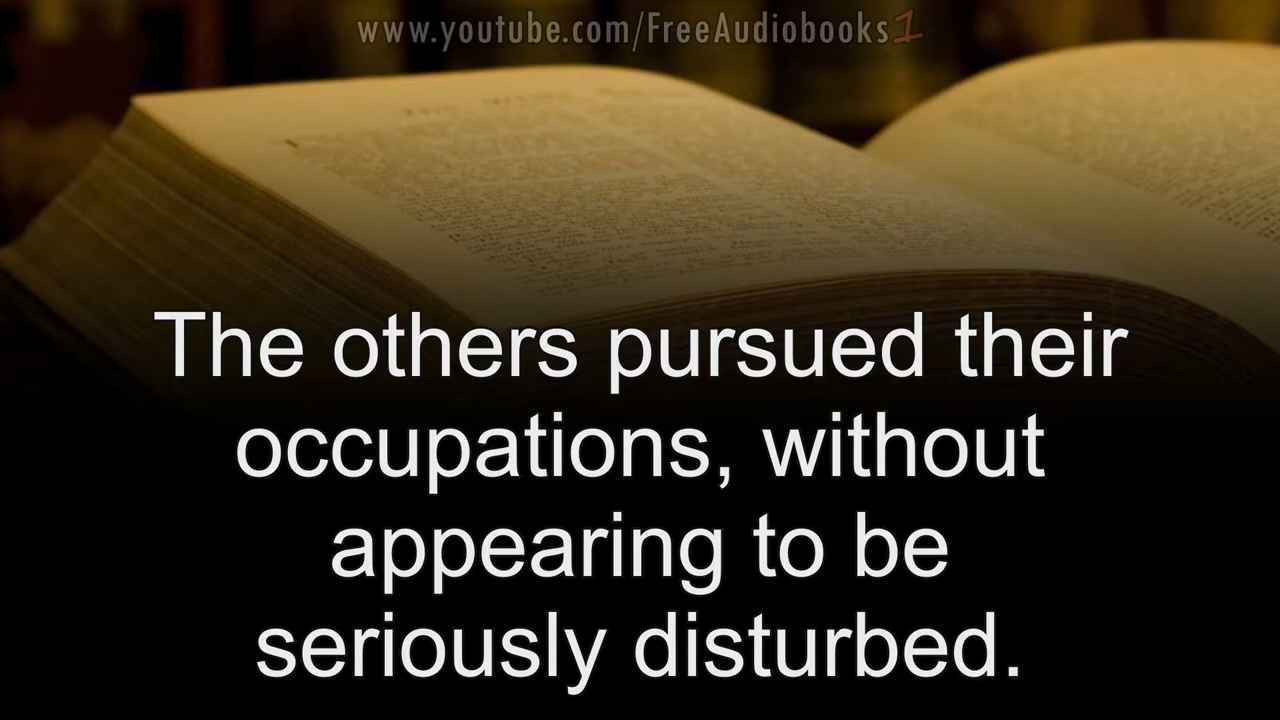 www.youtube.com/FreeAudiobooks1
The others pursued their
occupations, without
appearing to be
seriously disturbed.